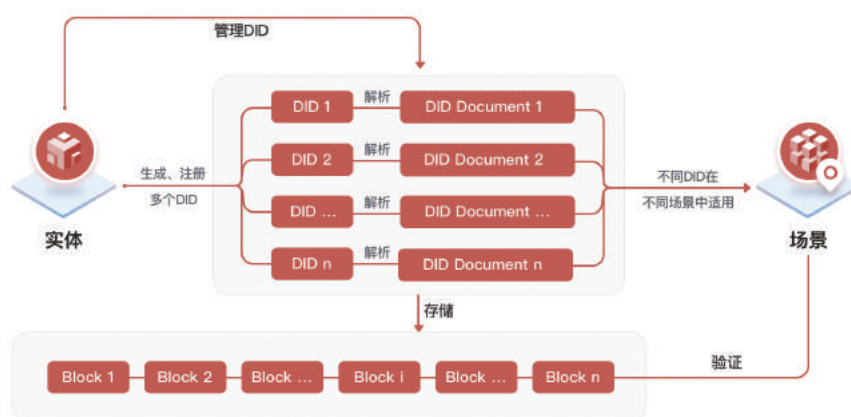 管理DID
DID 1
解析
DID Document 1
DID 2
解析
DID Document 2
生成、注册
多个DID
不同DID在
不同场景中适用
DID ...
解析
DID Document ...
实体
场景
DID n
解析
DID Document n
存储
验证
Block 1
Block 2
Block ...
Block i
Block ...
Block n